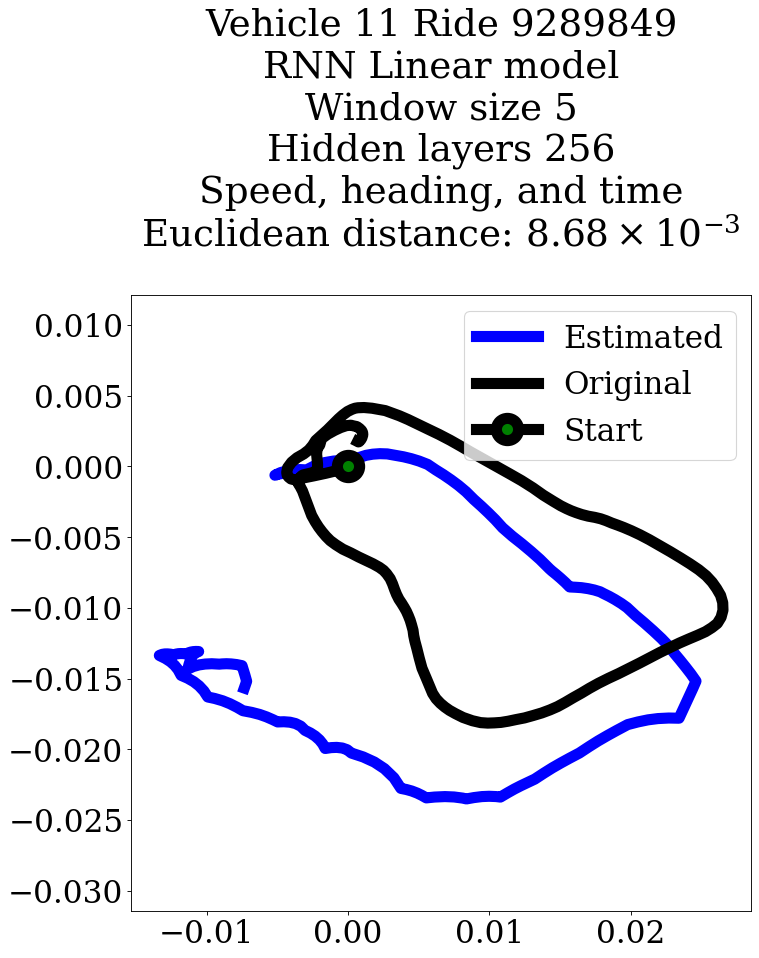 Vehicle 11 Ride 9289849
RNN Linear model
Window size 5
Hidden layers 256
Speed, heading, and time
Euclidean distance: 8.68 × 10⁻³
Estimated
Original
Start
0.010
0.005
0.000
−0.005
−0.010
−0.015
−0.020
−0.025
−0.030
−0.01 0.00 0.01 0.02